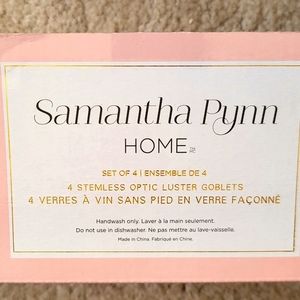 Samantha Pynn
HOME
SET OF 4 | ENSEMBLE DE 4
4 STEMLESS OPTIC LUSTER GOBLETS
4 VERRES À VIN SANS PIED EN VERRE FAÇONNÉ
Handwash only. Laver à la main seulement.
Do not use in dishwasher. Ne pas mettre au lave-vaisselle.
Made in China. Fabriqué en Chine.